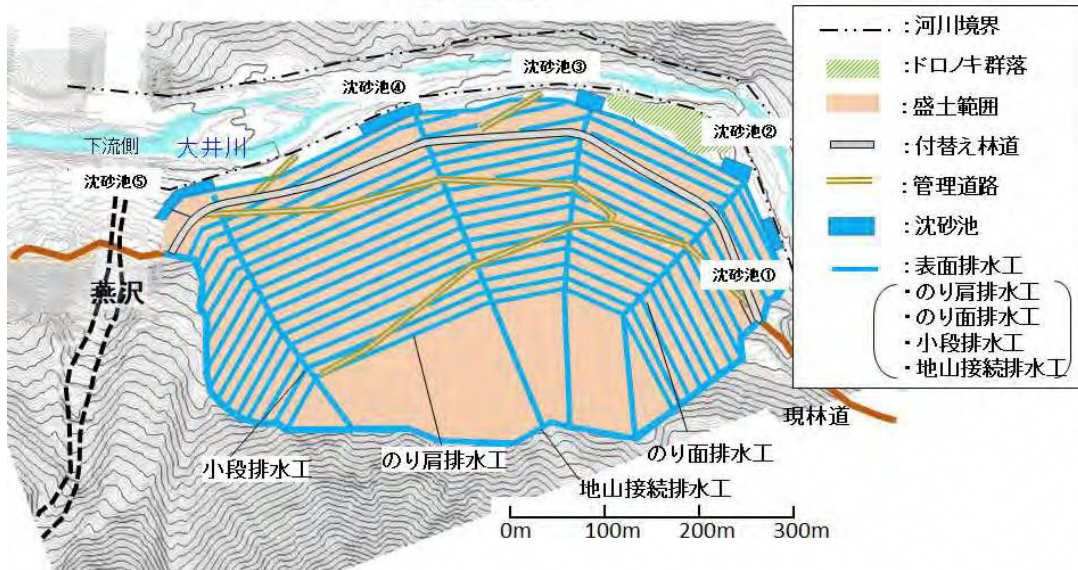 沈砂池③
沈砂池④
沈砂池②
下流側
大井川
沈砂池⑤
沈砂池①
燕沢
小段排水工
のり肩排水工
のり面排水工
地山接続排水工
現林道
0m 100m 200m 300m
:河川境界
:ドロノキ群落
:盛土範囲
:付替え林道
:管理道路
:沈砂池
:表面排水工
・のり肩排水工
・のり面排水工
・小段排水工
・地山接続排水工